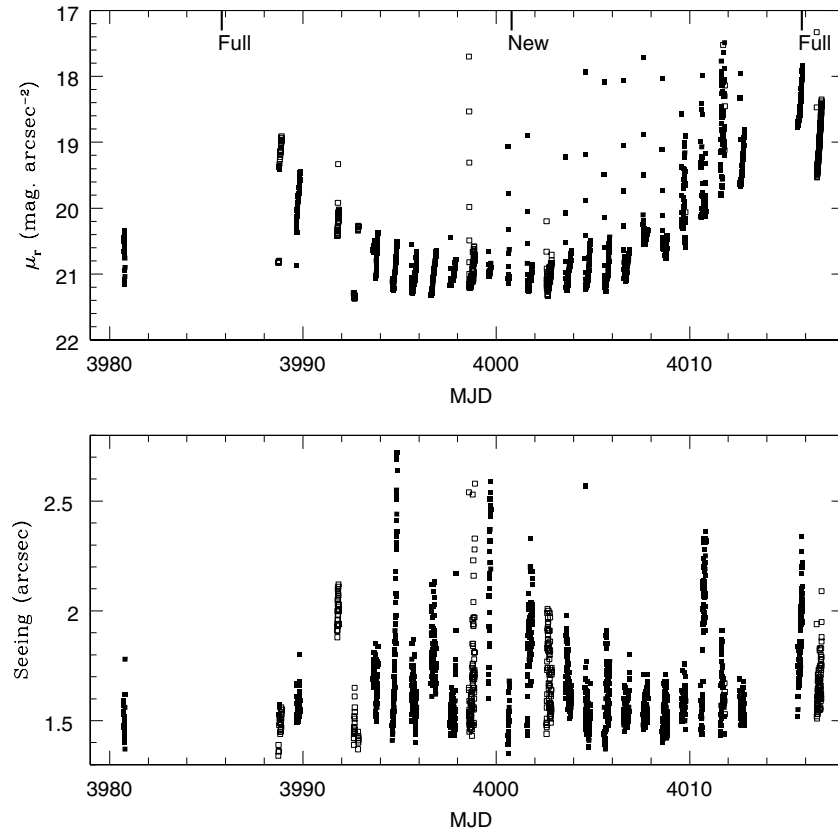 17
18
19
20
21
22
μr (mag. arcsec⁻²)
Full New Full
3980 3990 4000 4010
MJD
2.5
2
1.5
Seeing (arcsec)
3980 3990 4000 4010
MJD